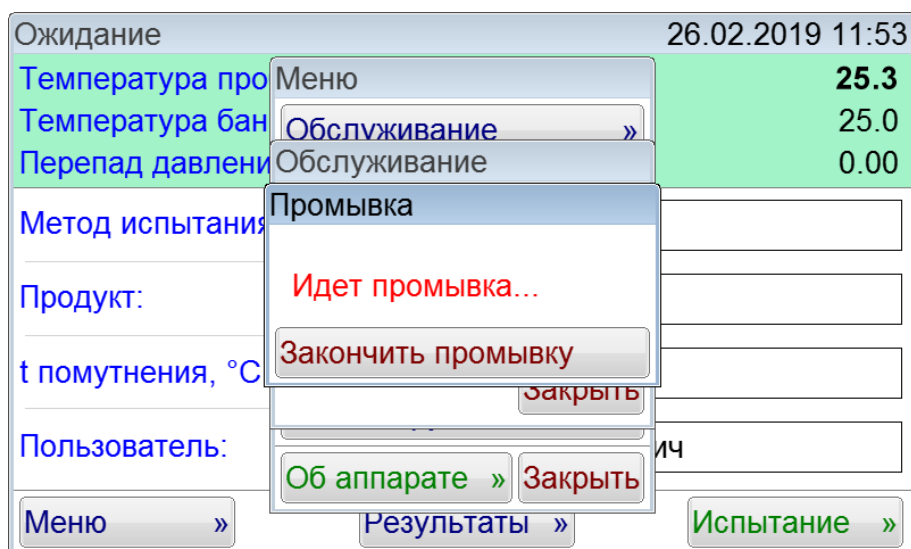 Ожидание 26.02.2019 11:53
Температура про 25.3
Температура бан 25.0
Перепад давлени 0.00
Меню
Обслуживание »
Обслуживание
Промывка
Идет промывка...
Закончить промывку
Закрыть
Метод испытания
Продукт:
t помутнения, °C
Пользователь: ич
Об аппарате » Закрыть
Меню » Результаты » Испытание »